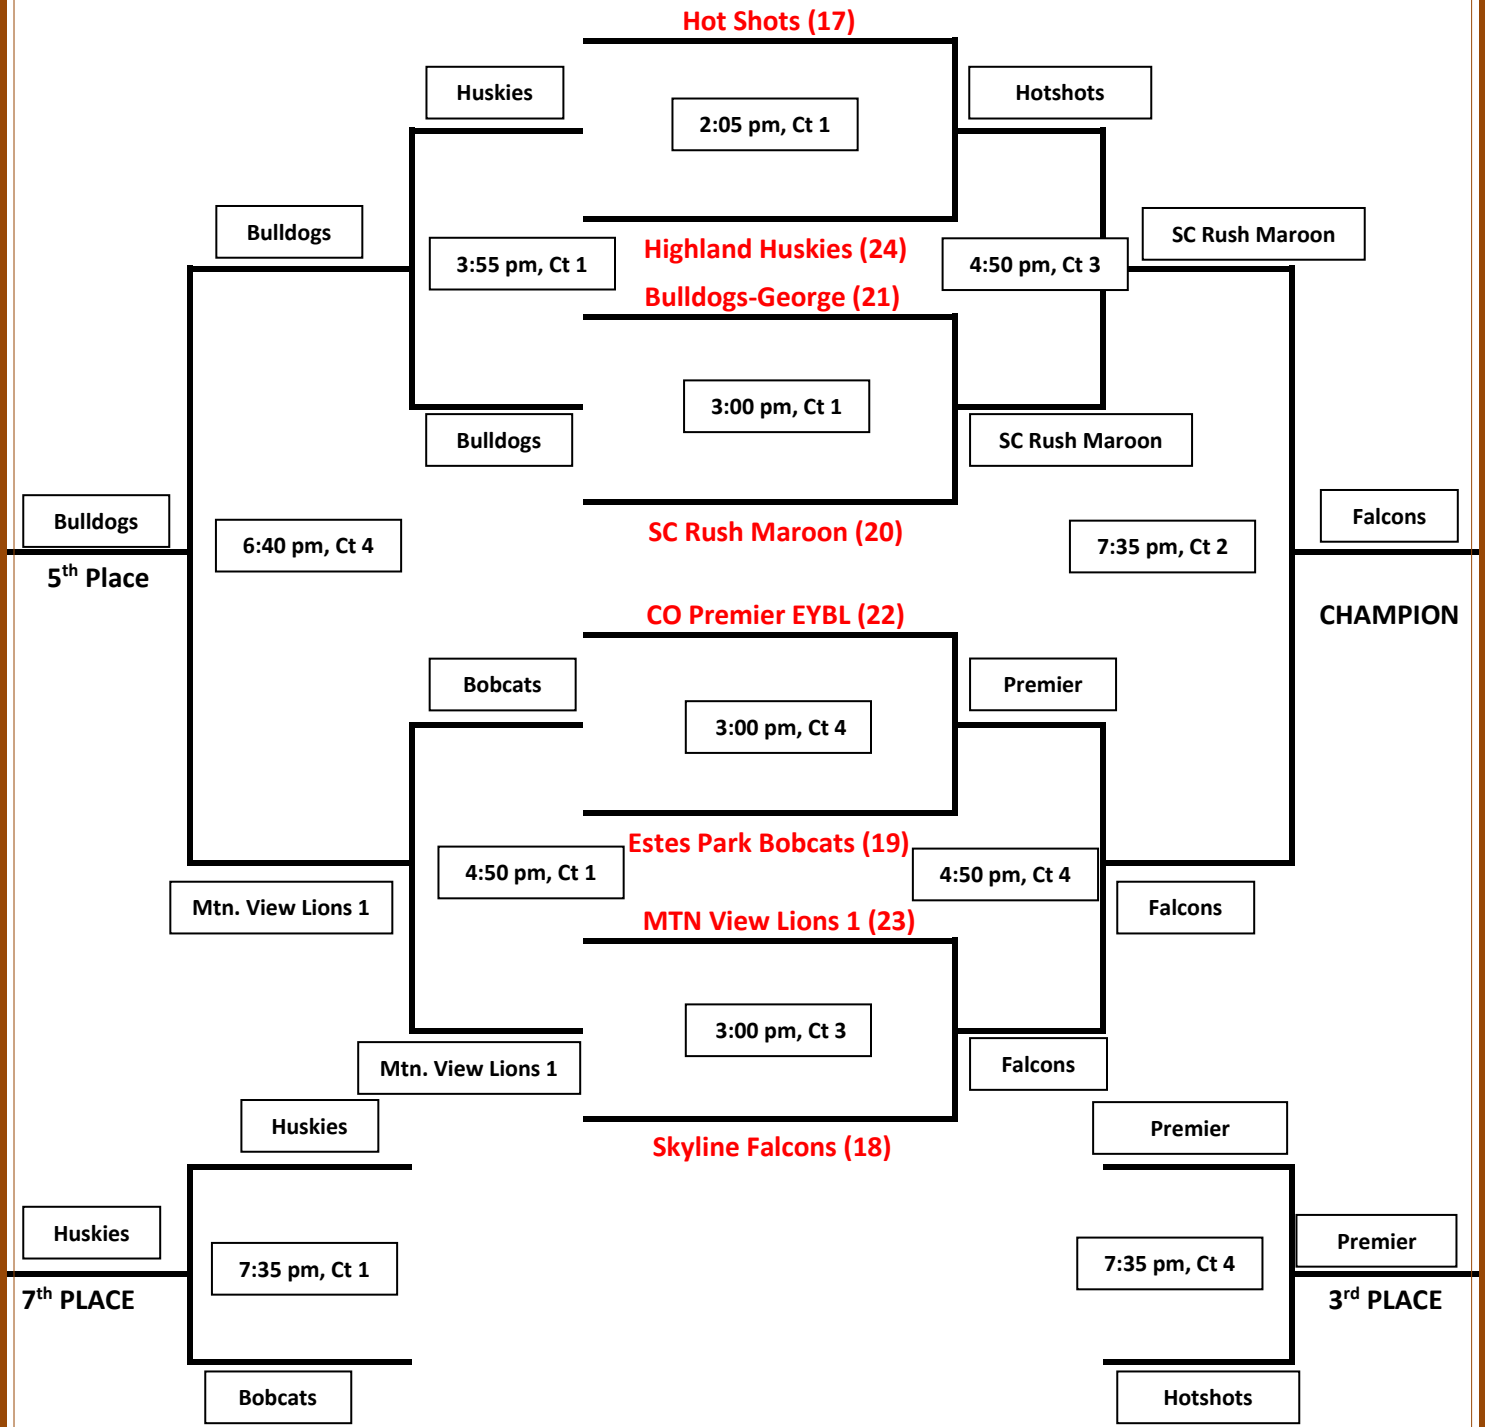 Hot Shots (17)
Huskies
Hotshots
2:05 pm, Ct 1
Bulldogs
SC Rush Maroon
3:55 pm, Ct 1
Highland Huskies (24)
4:50 pm, Ct 3
Bulldogs-George (21)
3:00 pm, Ct 1
Bulldogs
SC Rush Maroon
Bulldogs
6:40 pm, Ct 4
SC Rush Maroon (20)
7:35 pm, Ct 2
Falcons
5th Place
CO Premier EYBL (22)
CHAMPION
Bobcats
Premier
3:00 pm, Ct 4
Estes Park Bobcats (19)
4:50 pm, Ct 1
4:50 pm, Ct 4
Mtn. View Lions 1
MTN View Lions 1 (23)
Falcons
3:00 pm, Ct 3
Mtn. View Lions 1
Falcons
Huskies
Skyline Falcons (18)
Premier
Huskies
7:35 pm, Ct 1
7:35 pm, Ct 4
Premier
7th PLACE
3rd PLACE
Bobcats
Hotshots